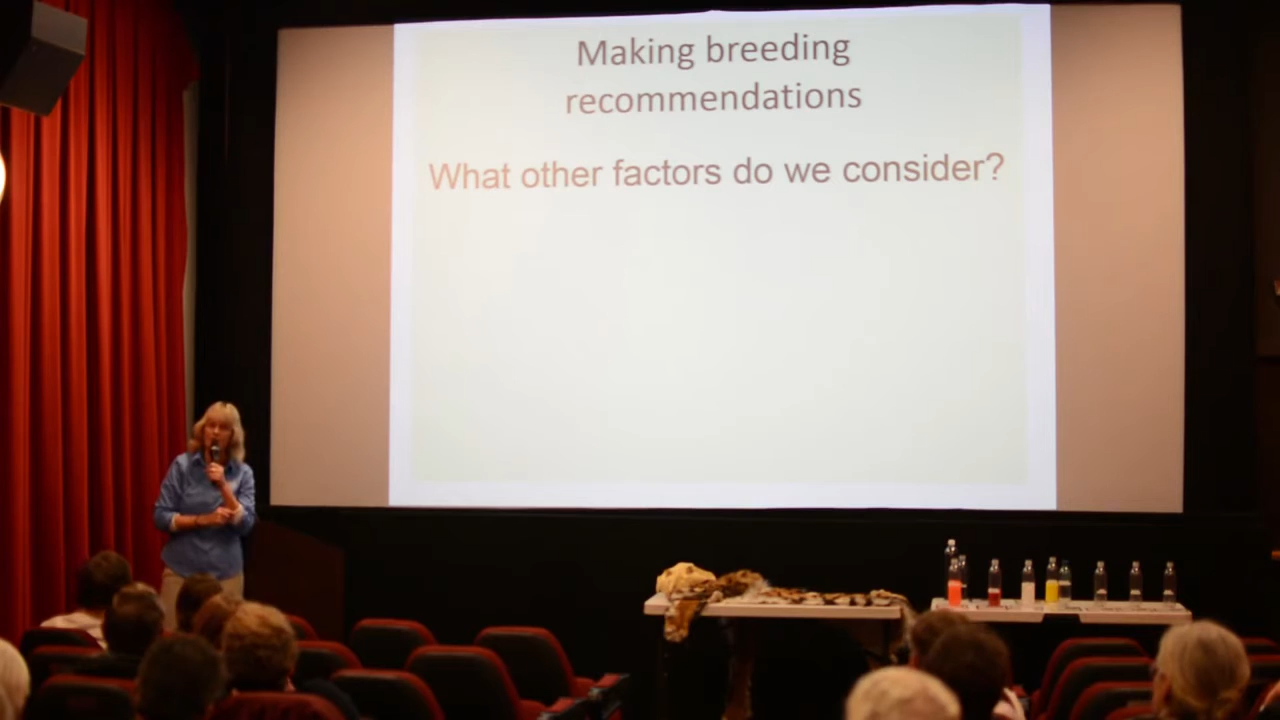 Making breeding
recommendations
What other factors do we consider?